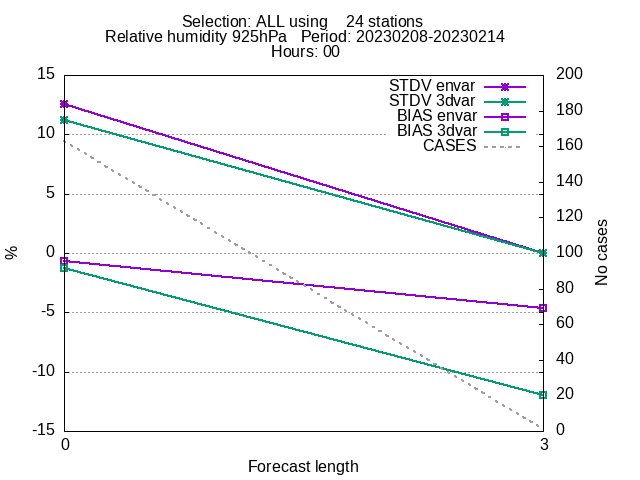 Selection: ALL using    24 stations
Relative humidity 925hPa   Period: 20230208-20230214
Hours: 00
15
10
5
0
-5
-10
-15
%
200
180
160
140
120
100
80
60
40
20
0
No cases
STDV envar
STDV 3dvar
BIAS envar
BIAS 3dvar
CASES
0
3
Forecast length